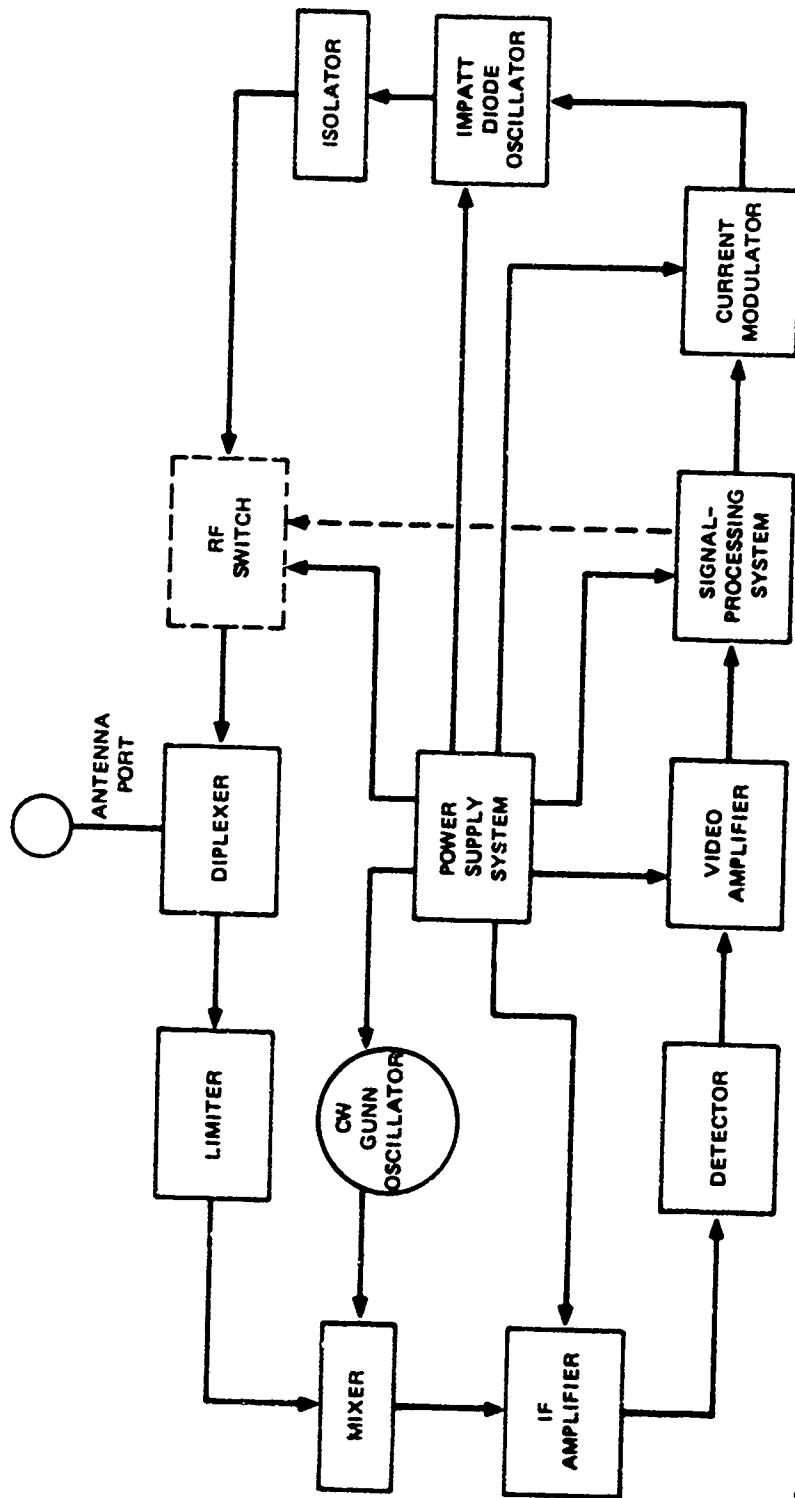 ANTENNA
PORT
LIMITER
DIPLEXER
RF
SWITCH
ISOLATOR
MIXER
CW
GUNN
OSCILLATOR
POWER
SUPPLY
SYSTEM
IMPATT
DIODE
OSCILLATOR
IF
AMPLIFIER
DETECTOR
VIDEO
AMPLIFIER
SIGNAL-
PROCESSING
SYSTEM
CURRENT
MODULATOR